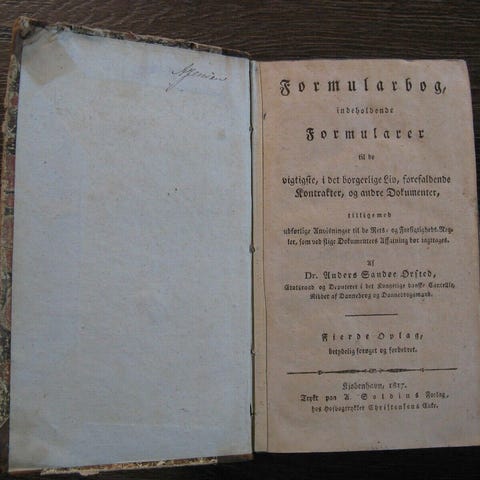 Formularbog,
indeholdende
Formularer
til de
vigtigste, i det borgerlige Liv, forefaldende
Kontrakter, og andre Dokumenter,
tilligemed
udførlige Anviisninger til de Rets- og Forsigtigheds-Reg-
ler, som ved slige Dokumenters Affatning bør iagttages.
Af
Dr. Anders Sandøe Ørsted,
Etatsraad og Deputeret i det Kongelige danske Cancellie,
Ridder af Dannebrog og Dannebrogsmand.
Fierde Oplag,
betydelig forøget og forbedret.
Kjøbenhavn, 1817.
Trykt paa A. Soldins Forlag,
hos Hofbogtrykker Christensens Enke.